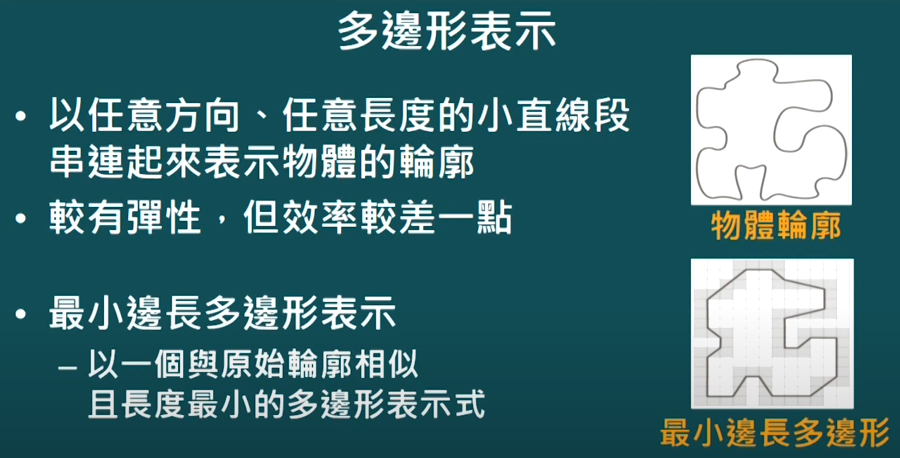 多邊形表示
• 以任意方向、任意長度的小直線段
串連起來表示物體的輪廓
• 較有彈性，但效率較差一點
物體輪廓
• 最小邊長多邊形表示
– 以一個與原始輪廓相似
且長度最小的多邊形表示式
最小邊長多邊形